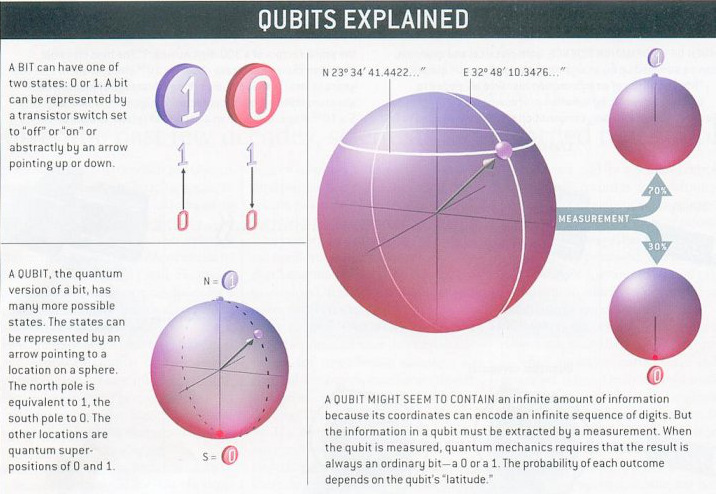 QUBITS EXPLAINED
A BIT can have one of
two states: 0 or 1. A bit
can be represented by
a transistor switch set
to "off" or "on" or
abstractly by an arrow
pointing up or down.
1 0
1 1
0 0
A QUBIT, the quantum
version of a bit, has
many more possible
states. The states can
be represented by an
arrow pointing to a
location on a sphere.
The north pole is
equivalent to 1, the
south pole to 0. The
other locations are
quantum super-
positions of 0 and 1.
N = 1
S = 0
N 23° 34′ 41.4422..." E 32° 48′ 10.3476..."
1
70%
MEASUREMENT
30%
0
A QUBIT MIGHT SEEM TO CONTAIN an infinite amount of information
because its coordinates can encode an infinite sequence of digits. But
the information in a qubit must be extracted by a measurement. When
the qubit is measured, quantum mechanics requires that the result is
always an ordinary bit—a 0 or a 1. The probability of each outcome
depends on the qubit's "latitude."